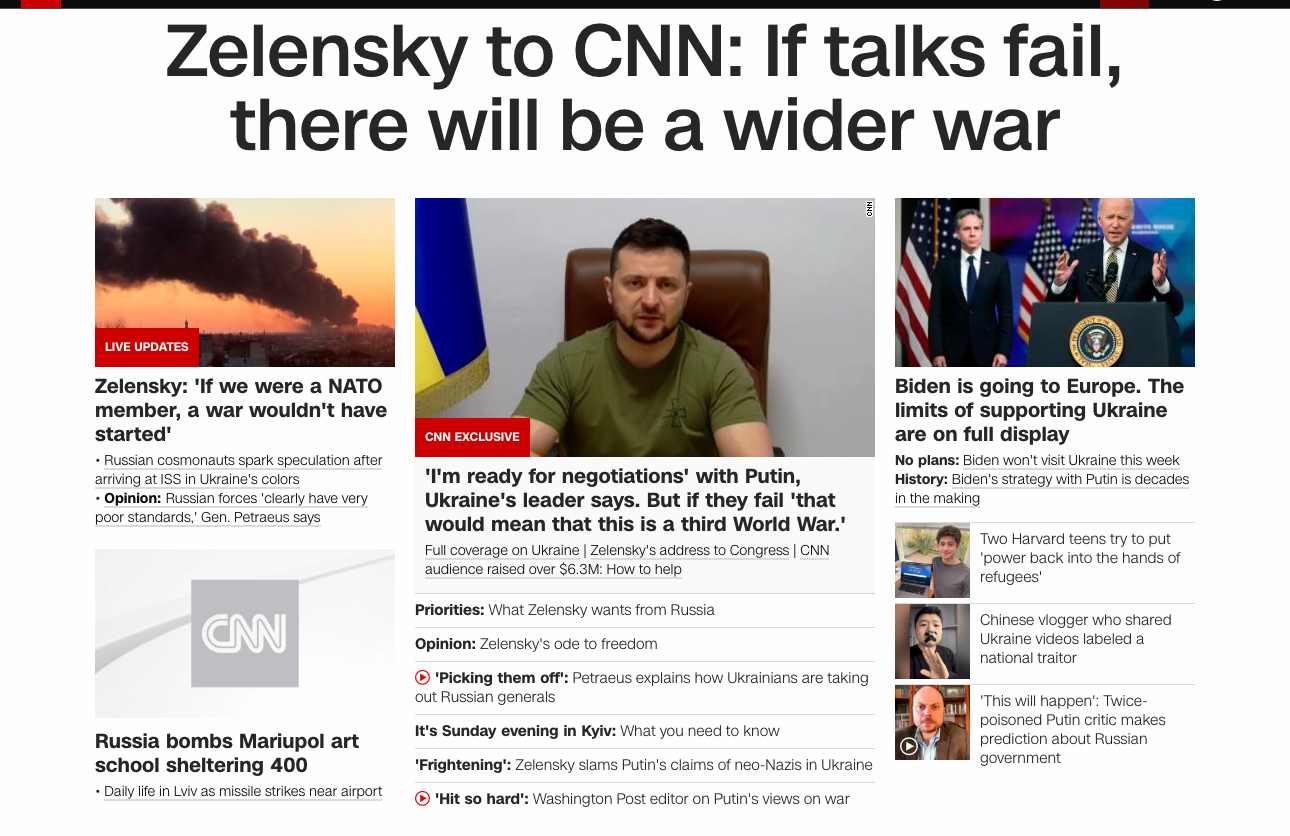 Zelensky to CNN: If talks fail,
there will be a wider war
LIVE UPDATES
Zelensky: 'If we were a NATO
member, a war wouldn't have
started'
• Russian cosmonauts spark speculation after
arriving at ISS in Ukraine's colors
• Opinion: Russian forces 'clearly have very
poor standards,' Gen. Petraeus says
CNN
Russia bombs Mariupol art
school sheltering 400
• Daily life in Lviv as missile strikes near airport
CNN
CNN EXCLUSIVE
'I'm ready for negotiations' with Putin,
Ukraine's leader says. But if they fail 'that
would mean that this is a third World War.'
Full coverage on Ukraine | Zelensky's address to Congress | CNN
audience raised over $6.3M: How to help
Priorities: What Zelensky wants from Russia
Opinion: Zelensky's ode to freedom
'Picking them off': Petraeus explains how Ukrainians are taking
out Russian generals
It's Sunday evening in Kyiv: What you need to know
'Frightening': Zelensky slams Putin's claims of neo-Nazis in Ukraine
'Hit so hard': Washington Post editor on Putin's views on war
Biden is going to Europe. The
limits of supporting Ukraine
are on full display
No plans: Biden won't visit Ukraine this week
History: Biden's strategy with Putin is decades
in the making
Two Harvard teens try to put
'power back into the hands of
refugees'
Chinese vlogger who shared
Ukraine videos labeled a
national traitor
'This will happen': Twice-
poisoned Putin critic makes
prediction about Russian
government